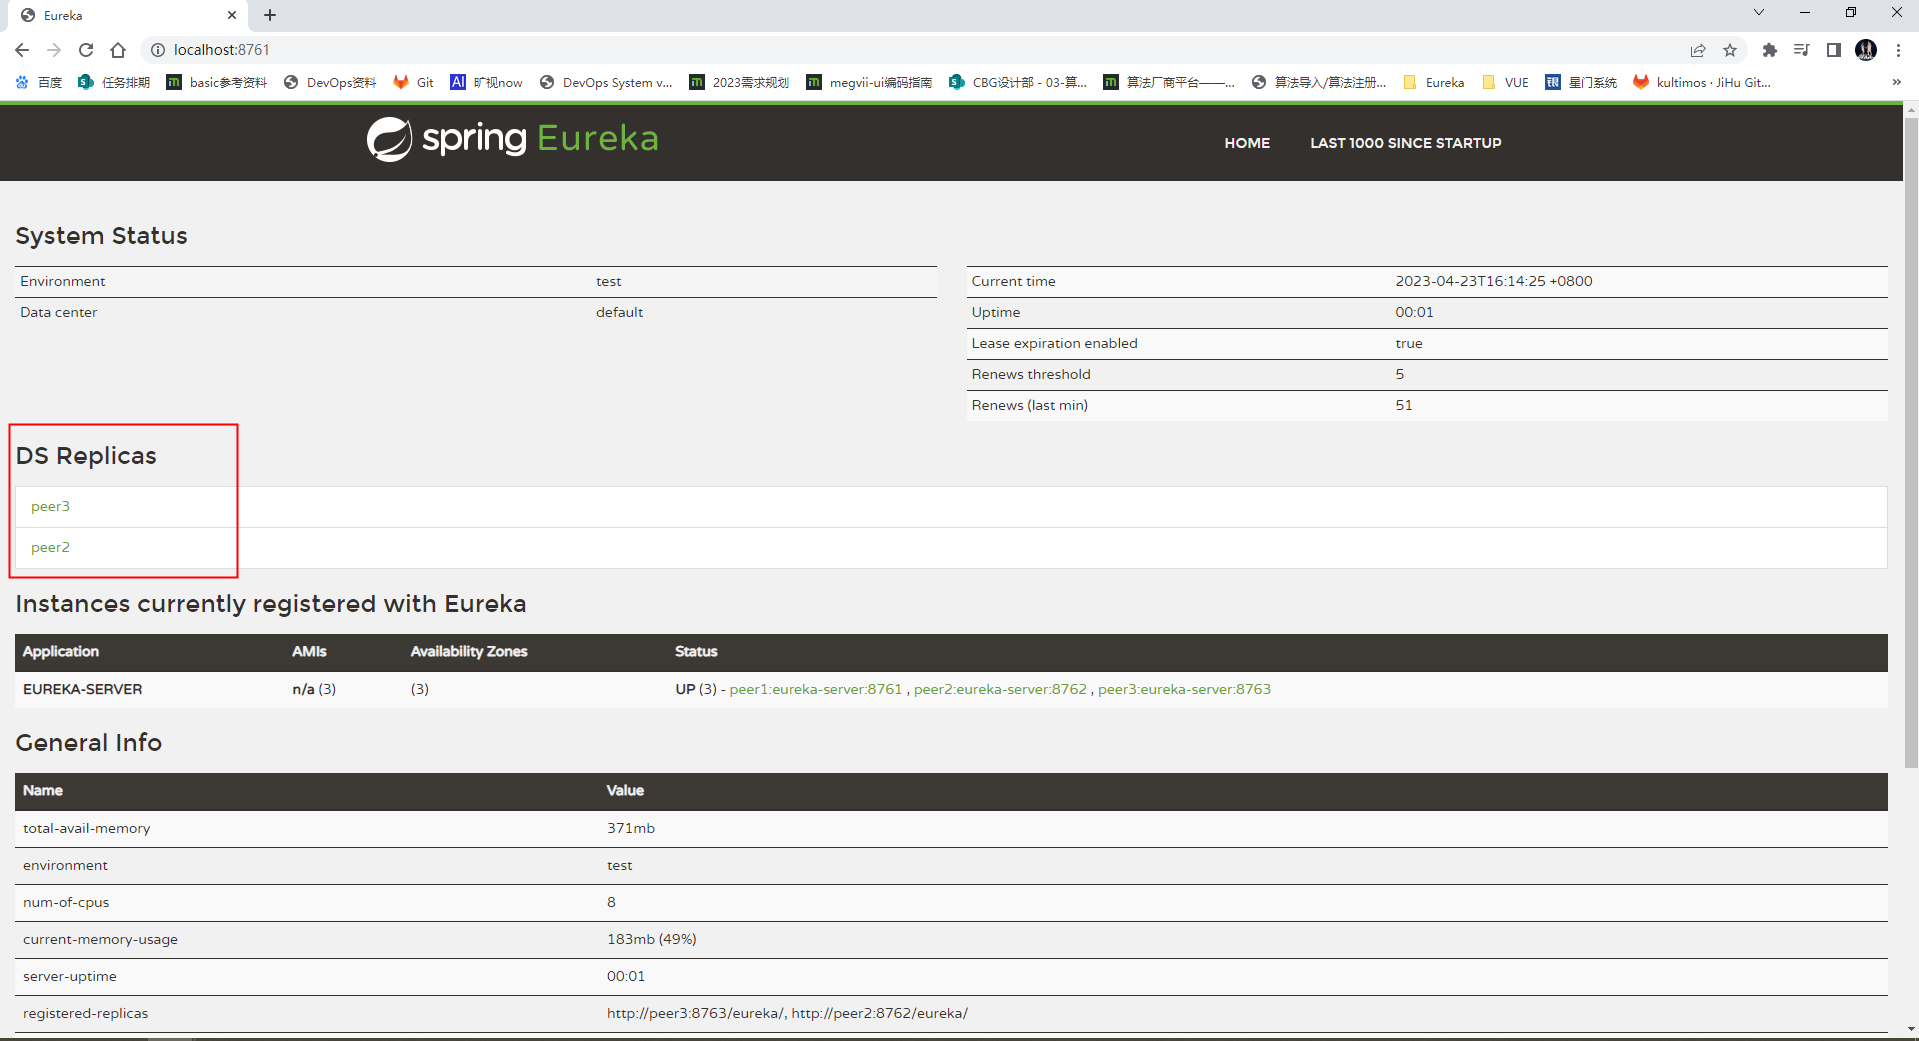 Eureka
localhost:8761
百度 任务排期 basic参考资料 DevOps资料 Git AI 旷视now DevOps System v... 2023需求规划 megvii-ui编码指南 CBG设计部 - 03-算... 算法厂商平台——... 算法导入/算法注册... Eureka VUE 星门系统 kultimos · JiHu Git... »
spring Eureka HOME LAST 1000 SINCE STARTUP
System Status
Environment test
Data center default
Current time 2023-04-23T16:14:25 +0800
Uptime 00:01
Lease expiration enabled true
Renews threshold 5
Renews (last min) 51
DS Replicas
peer3
peer2
Instances currently registered with Eureka
Application AMIs Availability Zones Status
EUREKA-SERVER n/a (3) (3) UP (3) - peer1:eureka-server:8761 , peer2:eureka-server:8762 , peer3:eureka-server:8763
General Info
Name Value
total-avail-memory 371mb
environment test
num-of-cpus 8
current-memory-usage 183mb (49%)
server-uptime 00:01
registered-replicas http://peer3:8763/eureka/, http://peer2:8762/eureka/